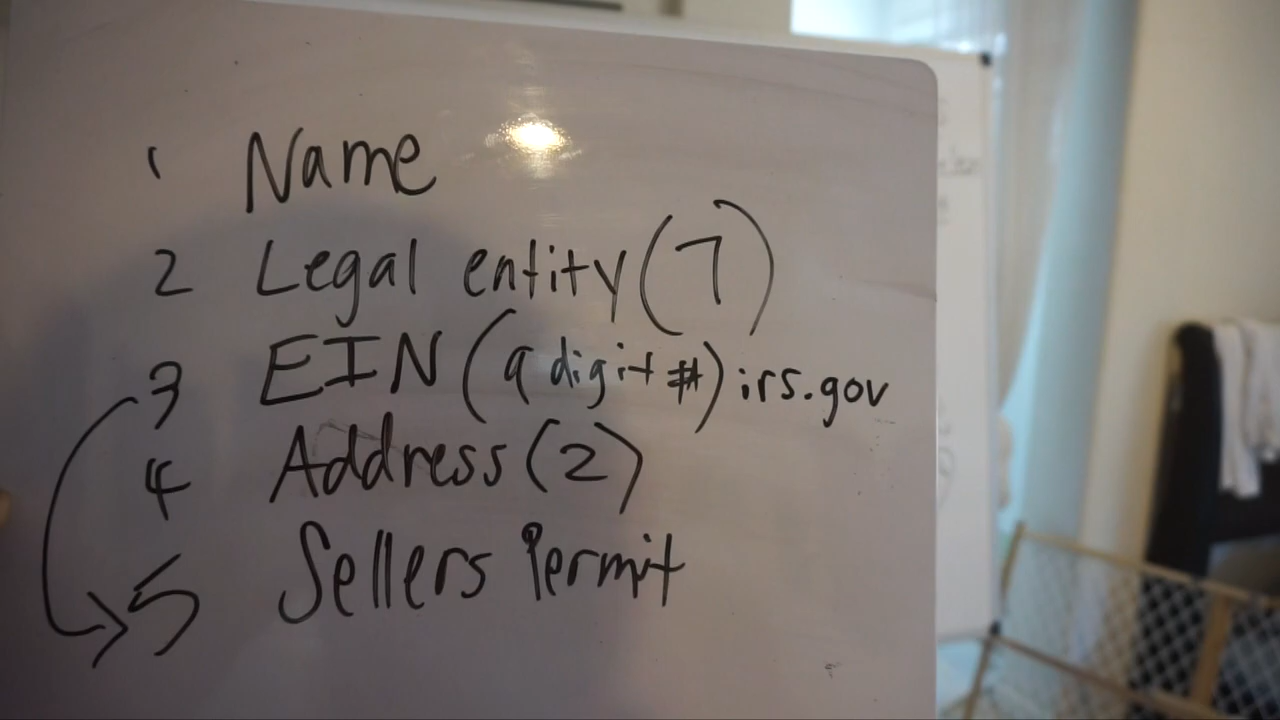 1 Name
2 Legal entity (7)
3 EIN (9 digit #) irs.gov
4 Address (2)
5 Sellers Permit